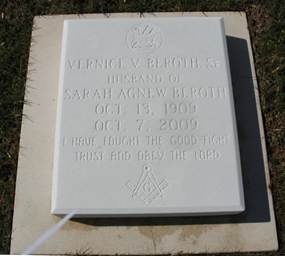 VERNICE V. BEROTH, Sr
HUSBAND OF
SARAH AGNEW BEROTH
OCT. 13, 1909
OCT. 7, 2009
I HAVE FOUGHT THE GOOD FIGHT
TRUST AND OBEY THE LORD
G